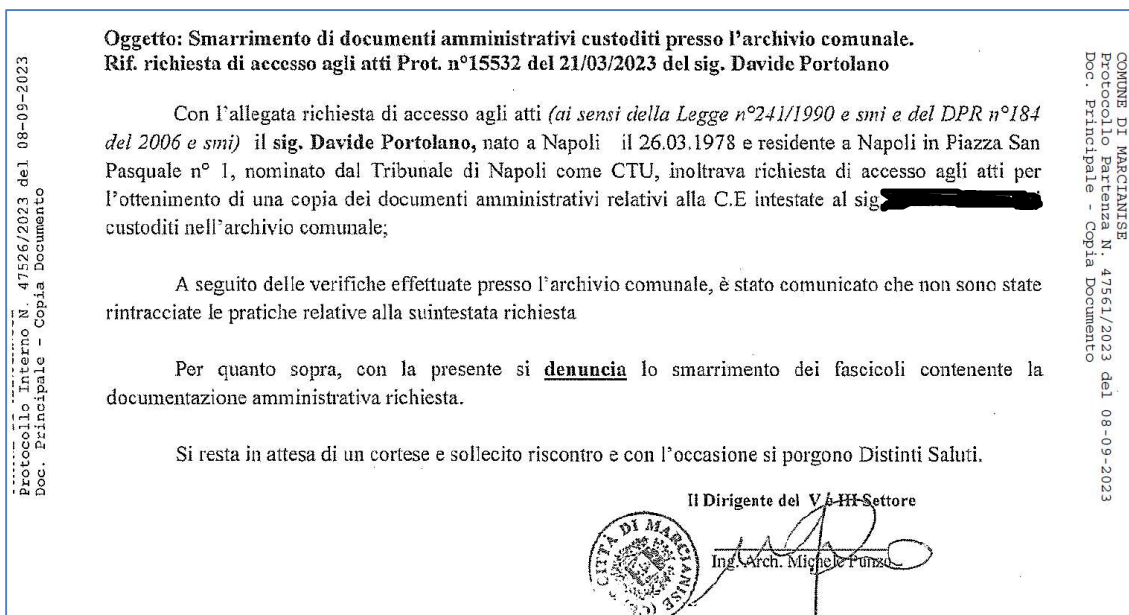 Oggetto: Smarrimento di documenti amministrativi custoditi presso l'archivio comunale.
Rif. richiesta di accesso agli atti Prot. n°15532 del 21/03/2023 del sig. Davide Portolano
Con l'allegata richiesta di accesso agli atti (ai sensi della Legge n°241/1990 e smi e del DPR n°184
del 2006 e smi) il sig. Davide Portolano, nato a Napoli il 26.03.1978 e residente a Napoli in Piazza San
Pasquale n° 1, nominato dal Tribunale di Napoli come CTU, inoltrava richiesta di accesso agli atti per
l'ottenimento di una copia dei documenti amministrativi relativi alla C.E intestate al sig
custoditi nell'archivio comunale;
A seguito delle verifiche effettuate presso l'archivio comunale, è stato comunicato che non sono state
rintracciate le pratiche relative alla suintestata richiesta
Per quanto sopra, con la presente si denuncia lo smarrimento dei fascicoli contenente la
documentazione amministrativa richiesta.
Si resta in attesa di un cortese e sollecito riscontro e con l'occasione si porgono Distinti Saluti.
Il Dirigente del V e III Settore
Ing. Arch. Michele Punzo
CITTÀ DI MARCIANISE (CE)
Protocollo Interno N. 47526/2023 del 08-09-2023
Doc. Principale - Copia Documento
COMUNE DI MARCIANISE
Protocollo Partenza N. 47561/2023 del 08-09-2023
Doc. Principale - Copia Documento